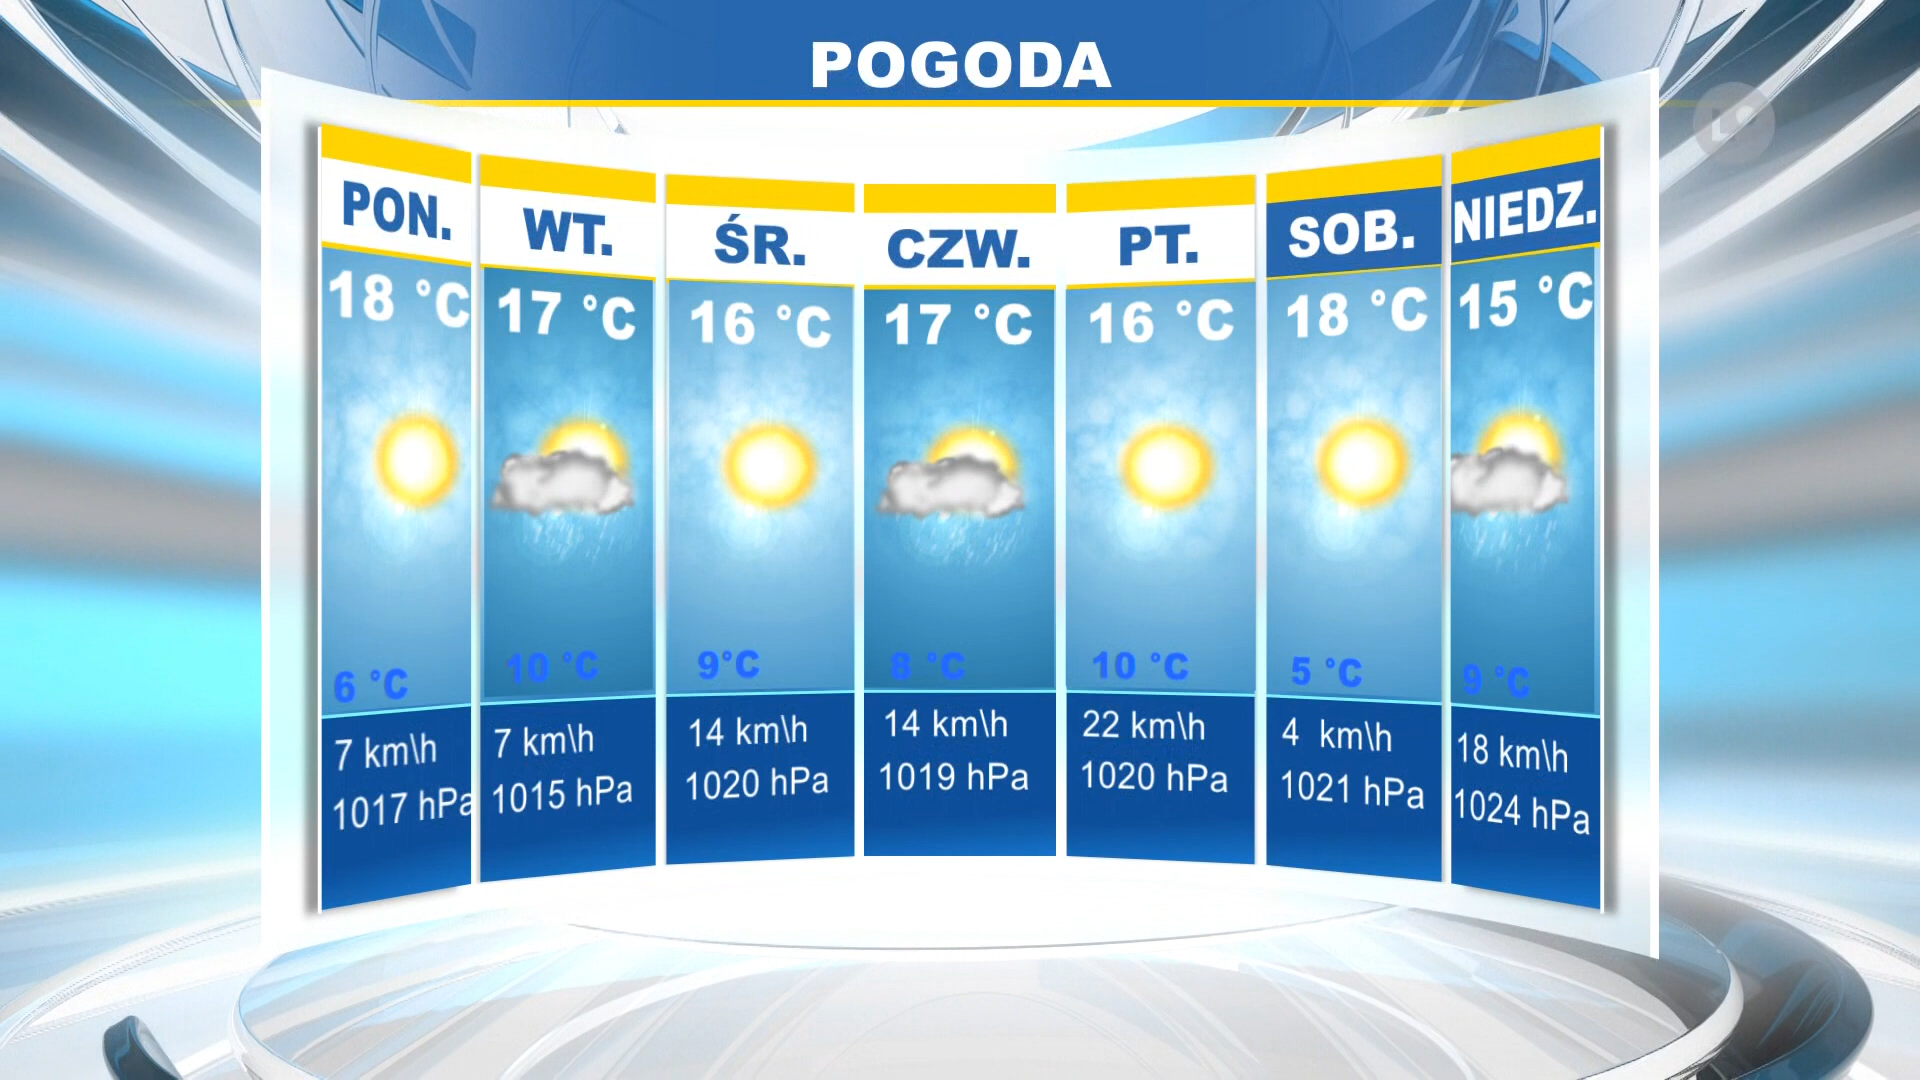 POGODA
PON.
18 °C
6 °C
7 km\h
1017 hPa
WT.
17 °C
10 °C
7 km\h
1015 hPa
ŚR.
16 °C
9°C
14 km\h
1020 hPa
CZW.
17 °C
8 °C
14 km\h
1019 hPa
PT.
16 °C
10 °C
22 km\h
1020 hPa
SOB.
18 °C
5 °C
4 km\h
1021 hPa
NIEDZ.
15 °C
9 °C
18 km\h
1024 hPa